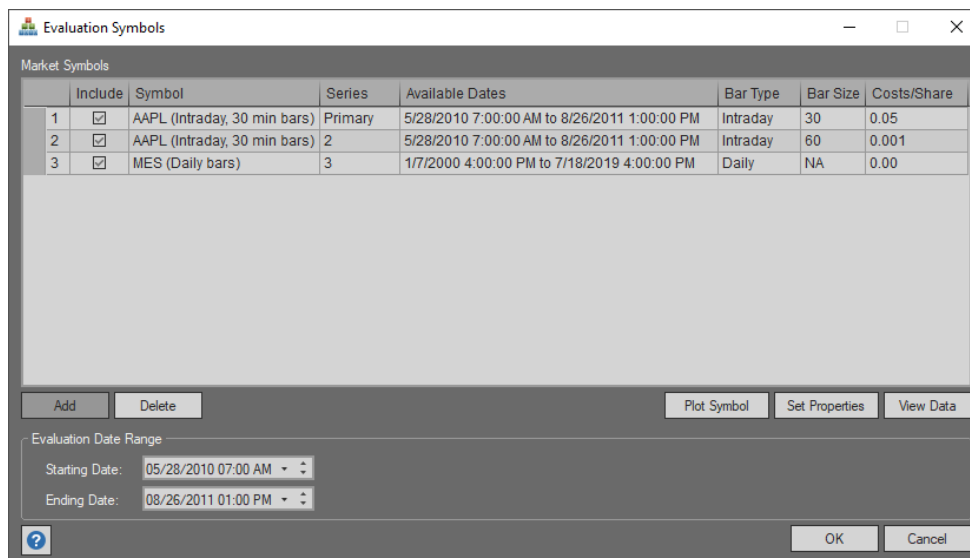 Evaluation Symbols
Market Symbols
Include Symbol Series Available Dates Bar Type Bar Size Costs/Share
1 AAPL (Intraday, 30 min bars) Primary 5/28/2010 7:00:00 AM to 8/26/2011 1:00:00 PM Intraday 30 0.05
2 AAPL (Intraday, 30 min bars) 2 5/28/2010 7:00:00 AM to 8/26/2011 1:00:00 PM Intraday 60 0.001
3 MES (Daily bars) 3 1/7/2000 4:00:00 PM to 7/18/2019 4:00:00 PM Daily NA 0.00
Add Delete Plot Symbol Set Properties View Data
Evaluation Date Range
Starting Date: 05/28/2010 07:00 AM
Ending Date: 08/26/2011 01:00 PM
? OK Cancel